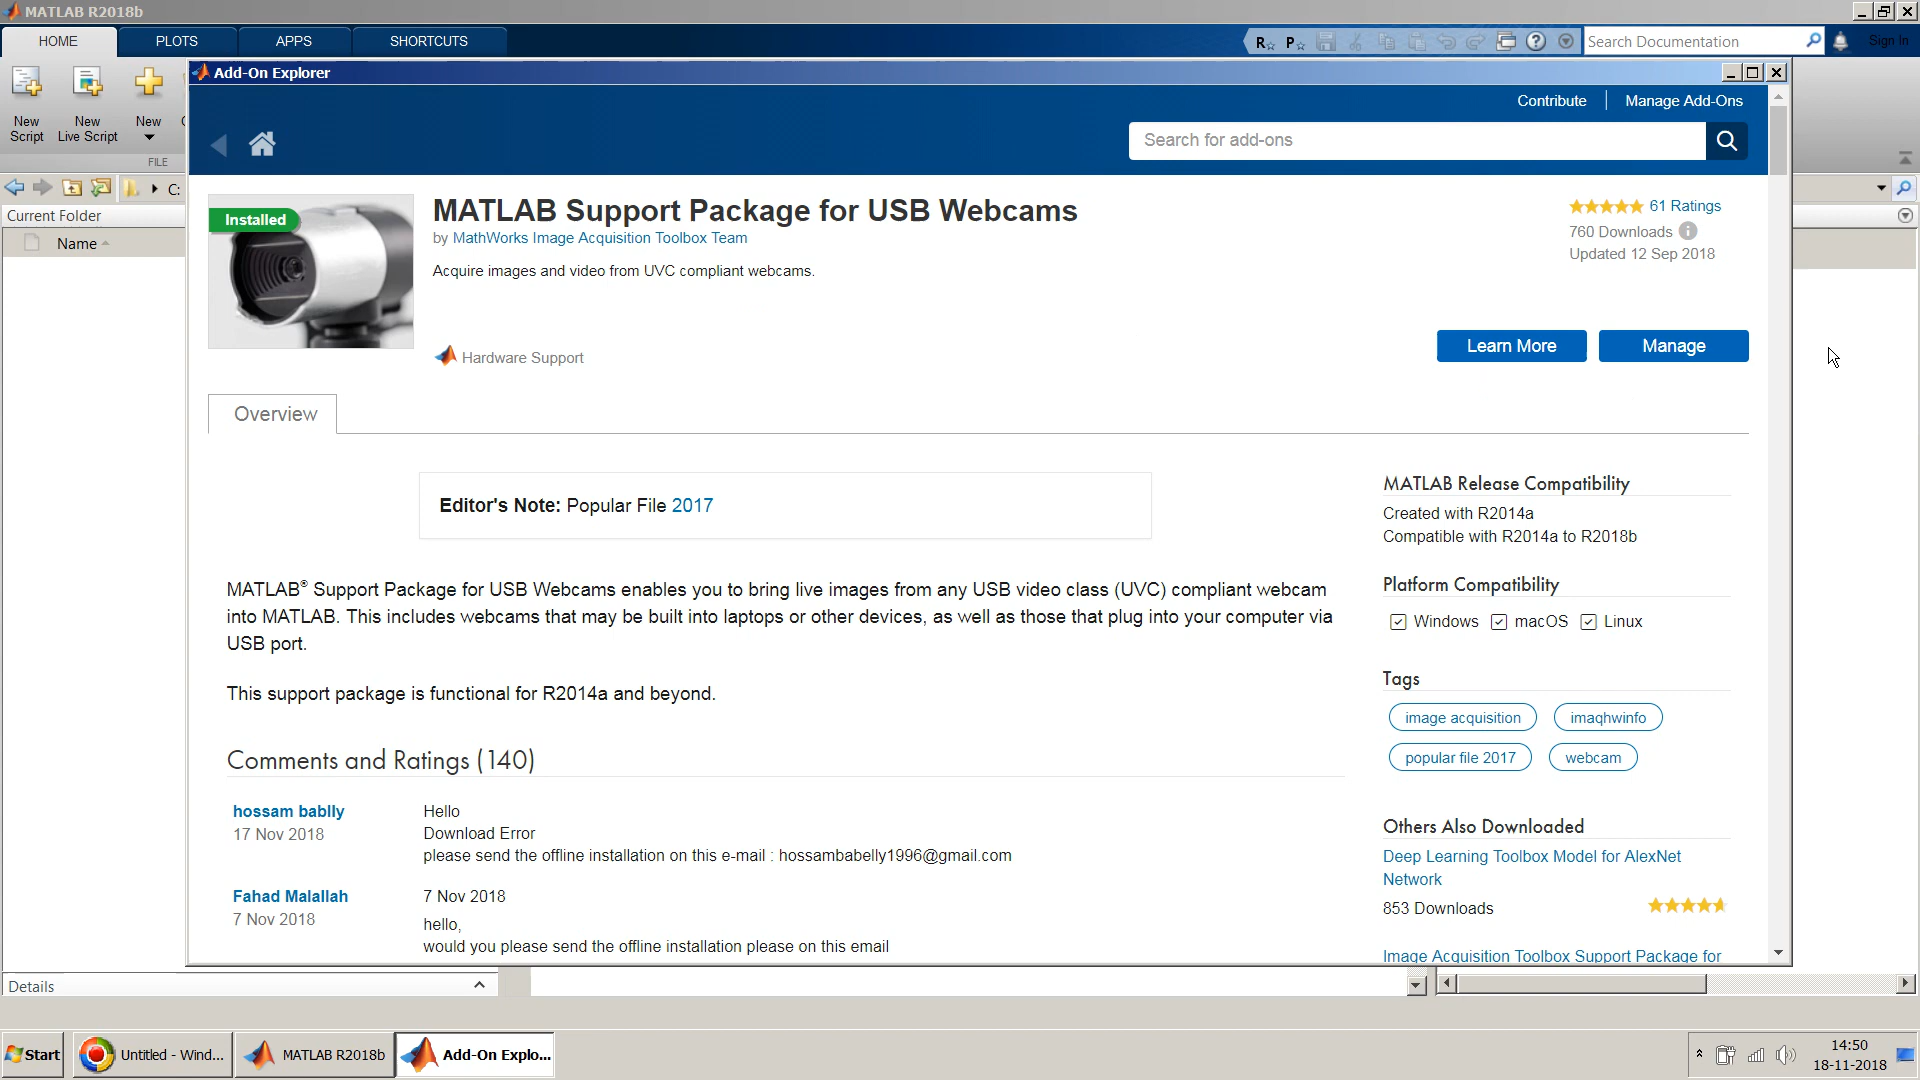 MATLAB R2018b
HOME
PLOTS
APPS
SHORTCUTS
Search Documentation
Sign In
New Script
New Live Script
New
FILE
C:
Current Folder
Name
Add-On Explorer
Contribute
Manage Add-Ons
Search for add-ons
Installed
MATLAB Support Package for USB Webcams
by MathWorks Image Acquisition Toolbox Team
Acquire images and video from UVC compliant webcams.
Hardware Support
61 Ratings
760 Downloads
Updated 12 Sep 2018
Learn More
Manage
Overview
Editor's Note: Popular File 2017
MATLAB® Support Package for USB Webcams enables you to bring live images from any USB video class (UVC) compliant webcam
into MATLAB. This includes webcams that may be built into laptops or other devices, as well as those that plug into your computer via
USB port.
This support package is functional for R2014a and beyond.
Comments and Ratings (140)
hossam bablly
17 Nov 2018
Hello
Download Error
please send the offline installation on this e-mail : hossambabelly1996@gmail.com
Fahad Malallah
7 Nov 2018
7 Nov 2018
hello,
would you please send the offline installation please on this email
MATLAB Release Compatibility
Created with R2014a
Compatible with R2014a to R2018b
Platform Compatibility
Windows
macOS
Linux
Tags
image acquisition
imaqhwinfo
popular file 2017
webcam
Others Also Downloaded
Deep Learning Toolbox Model for AlexNet
Network
853 Downloads
Image Acquisition Toolbox Support Package for
Details
Start
Untitled - Wind...
MATLAB R2018b
Add-On Explo...
14:50
18-11-2018